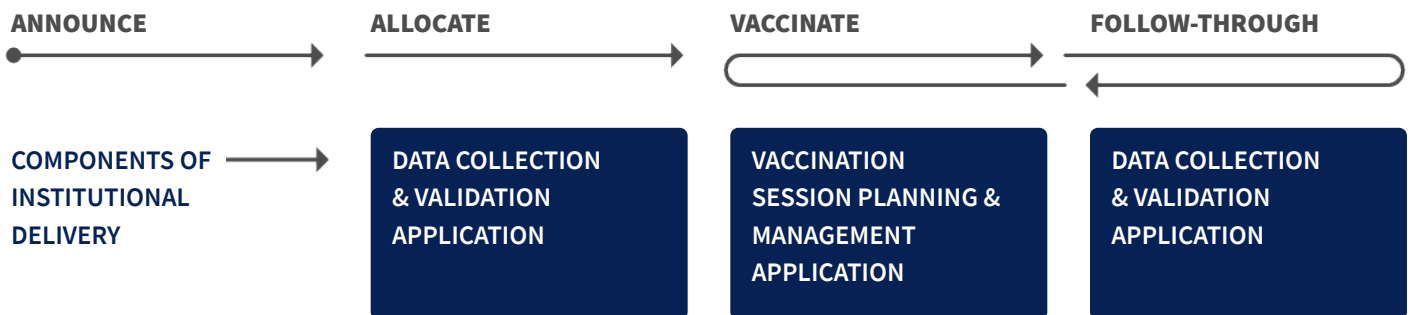 ANNOUNCE
ALLOCATE
VACCINATE
FOLLOW-THROUGH
COMPONENTS OF
INSTITUTIONAL
DELIVERY
DATA COLLECTION
& VALIDATION
APPLICATION
VACCINATION
SESSION PLANNING &
MANAGEMENT
APPLICATION
DATA COLLECTION
& VALIDATION
APPLICATION